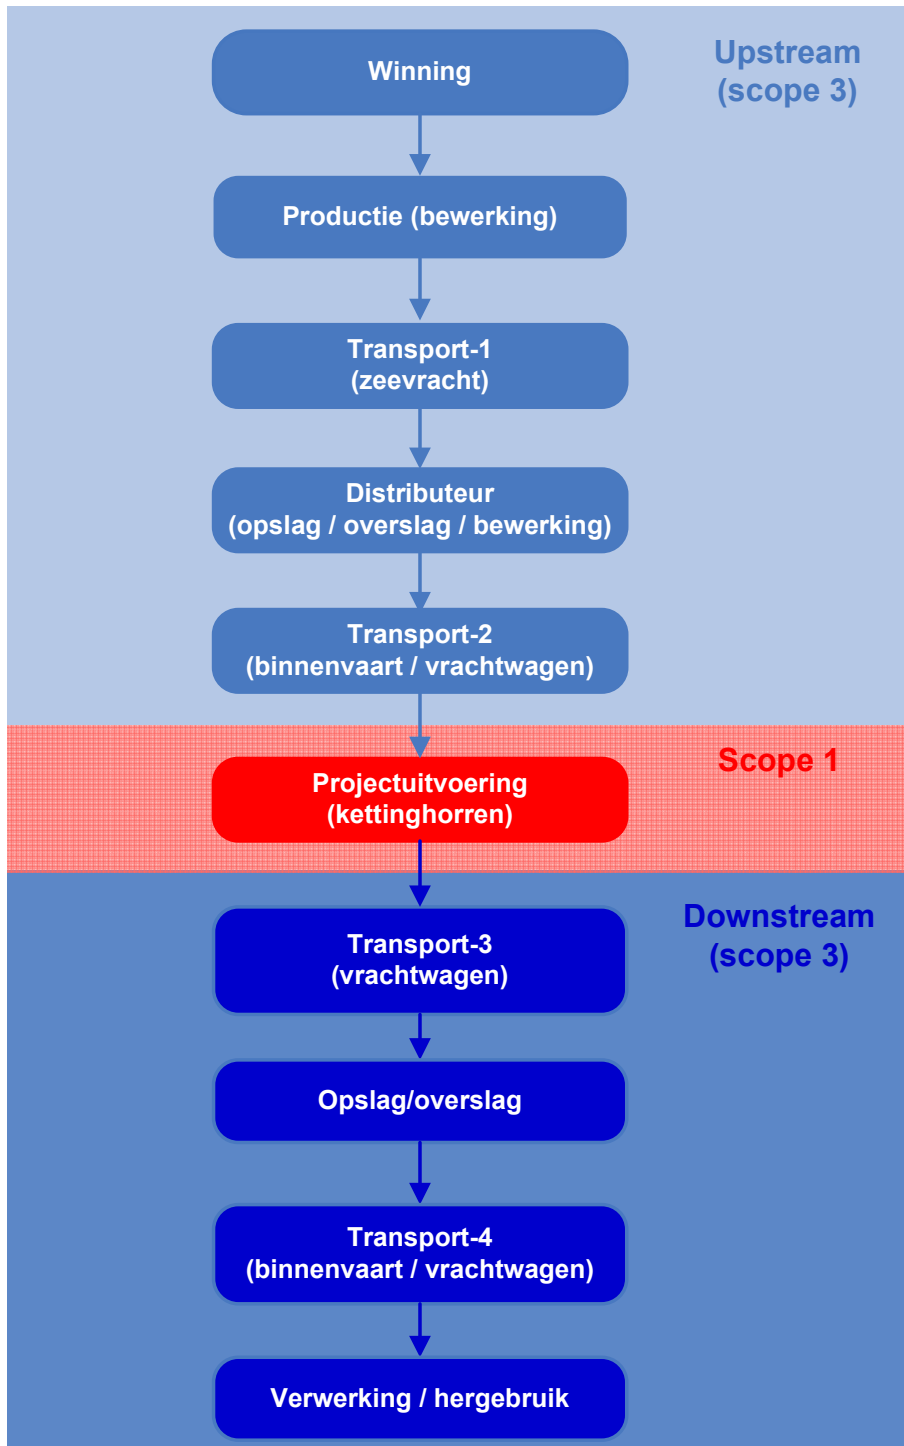 Winning
Upstream
(scope 3)
Productie (bewerking)
Transport-1
(zeevracht)
Distributeur
(opslag / overslag / bewerking)
Transport-2
(binnenvaart / vrachtwagen)
Scope 1
Projectuitvoering
(kettinghorren)
Downstream
(scope 3)
Transport-3
(vrachtwagen)
Opslag/overslag
Transport-4
(binnenvaart / vrachtwagen)
Verwerking / hergebruik